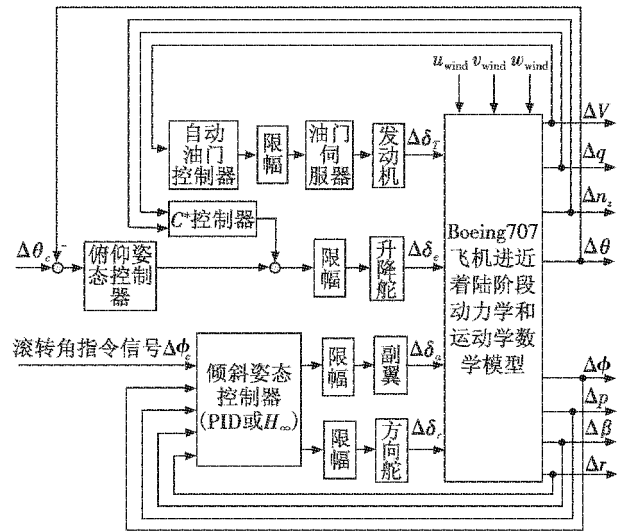 u_wind v_wind w_wind
ΔV
自动
油门
控制器
限
幅
油门
伺
服器
发
动
机
Δδ_T
Δq
Δn_z
C*控制器
Δθ_c
-
俯仰姿
态控制
器
限
幅
升
降
舵
Δδ_e
Boeing707
飞机进近
着陆阶段
动力学和
运动学数
学模型
Δθ
滚转角指令信号Δϕ_c
倾斜姿态
控制器
(PID或H_∞)
限
幅
副
翼
Δδ_a
限
幅
方
向
舵
Δδ_r
Δϕ
Δp
Δβ
Δr